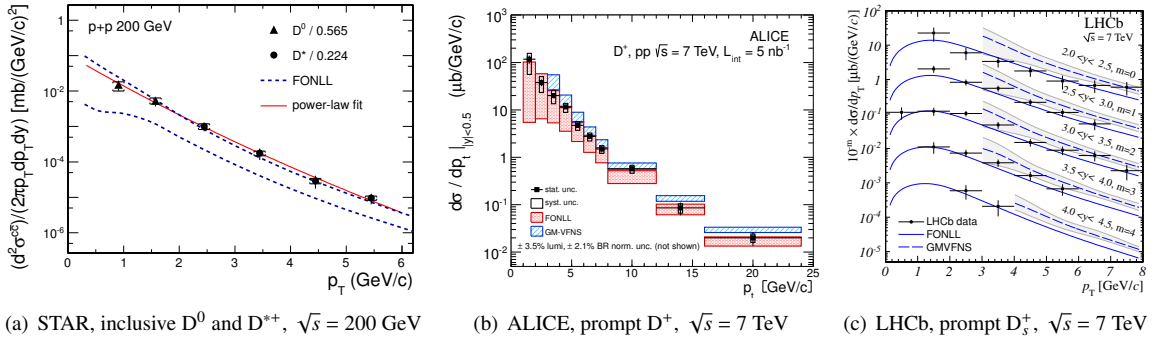 (d²σ^cc̄)/(2πp_T dp_T dy) [mb/(GeV/c)²]
10⁻²
10⁻⁴
10⁻⁶
p+p 200 GeV
D⁰ / 0.565
D* / 0.224
FONLL
power-law fit
0 2 4 6
p_T (GeV/c)
(a) STAR, inclusive D⁰ and D*⁺, √s = 200 GeV
dσ / dp_t |_|y|<0.5 (μb/GeV/c)
10³
10²
10
1
10⁻¹
10⁻²
ALICE
D⁺, pp √s = 7 TeV, L_int = 5 nb⁻¹
stat. unc.
syst. unc.
FONLL
GM-VFNS
± 3.5% lumi, ± 2.1% BR norm. unc. (not shown)
0 5 10 15 20 25
p_t [GeV/c]
(b) ALICE, prompt D⁺, √s = 7 TeV
10⁻ᵐ × dσ/dp_T [μb/(GeV/c)]
10²
10
1
10⁻¹
10⁻²
10⁻³
10⁻⁴
10⁻⁵
LHCb
√s = 7 TeV
2.0 <y< 2.5, m=0
2.5 <y< 3.0, m=1
3.0 <y< 3.5, m=2
3.5 <y< 4.0, m=3
4.0 <y< 4.5, m=4
LHCb data
FONLL
GMVFNS
0 1 2 3 4 5 6 7 8
p_T [GeV/c]
(c) LHCb, prompt D_s⁺, √s = 7 TeV